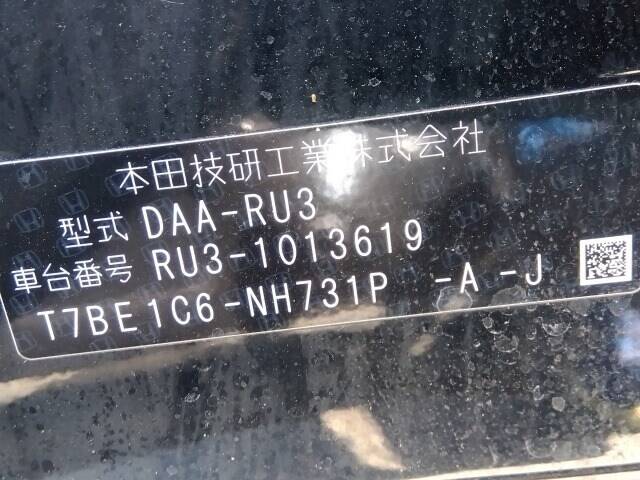 本田技研工業株式会社
型式 DAA-RU3
車台番号 RU3-1013619
T7BE1C6-NH731P -A -J